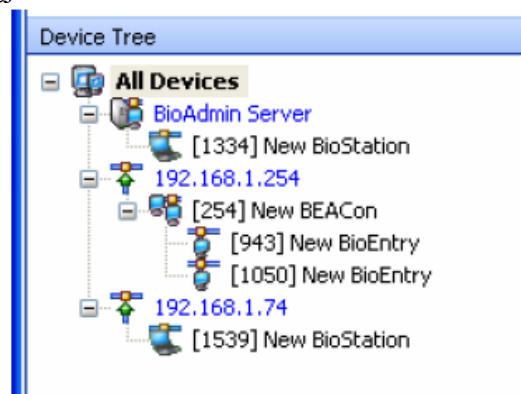 Device Tree
All Devices
BioAdmin Server
[1334] New BioStation
192.168.1.254
[254] New BEACon
[943] New BioEntry
[1050] New BioEntry
192.168.1.74
[1539] New BioStation